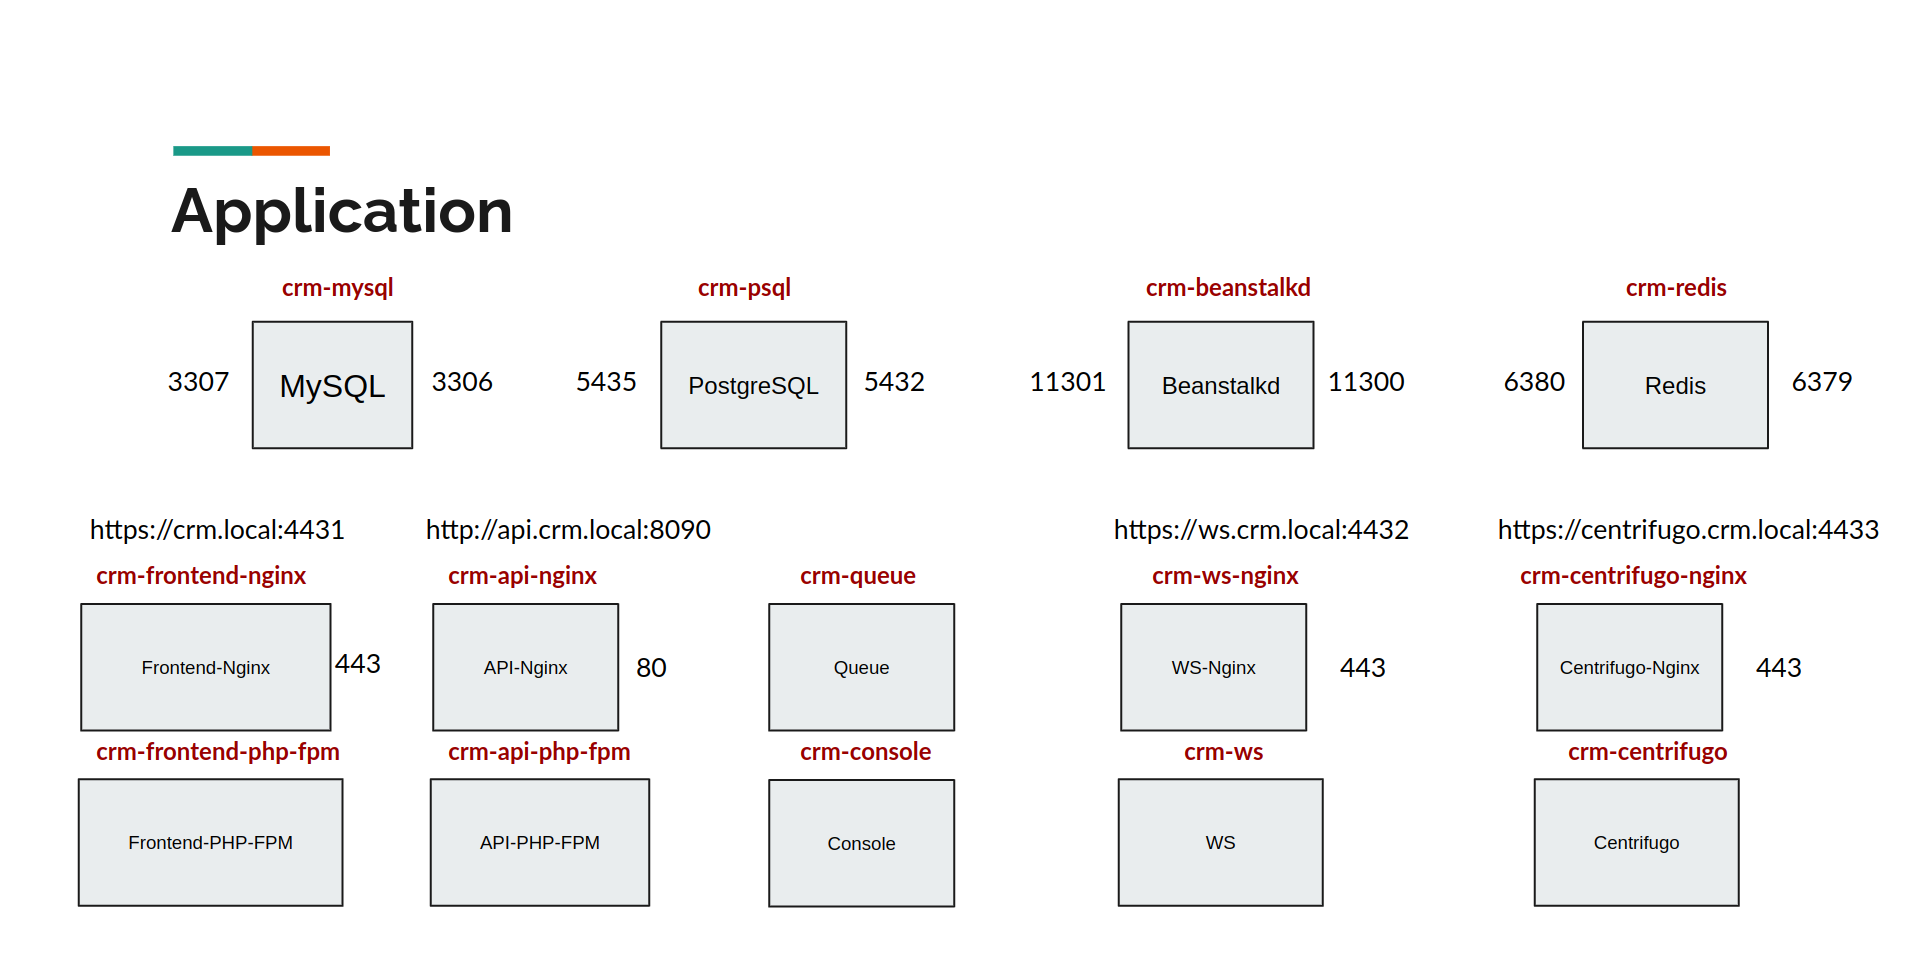 Application
crm-mysql
crm-psql
crm-beanstalkd
crm-redis
3307
MySQL
3306
5435
PostgreSQL
5432
11301
Beanstalkd
11300
6380
Redis
6379
https://crm.local:4431
http://api.crm.local:8090
https://ws.crm.local:4432
https://centrifugo.crm.local:4433
crm-frontend-nginx
crm-api-nginx
crm-queue
crm-ws-nginx
crm-centrifugo-nginx
Frontend-Nginx
443
API-Nginx
80
Queue
WS-Nginx
443
Centrifugo-Nginx
443
crm-frontend-php-fpm
crm-api-php-fpm
crm-console
crm-ws
crm-centrifugo
Frontend-PHP-FPM
API-PHP-FPM
Console
WS
Centrifugo